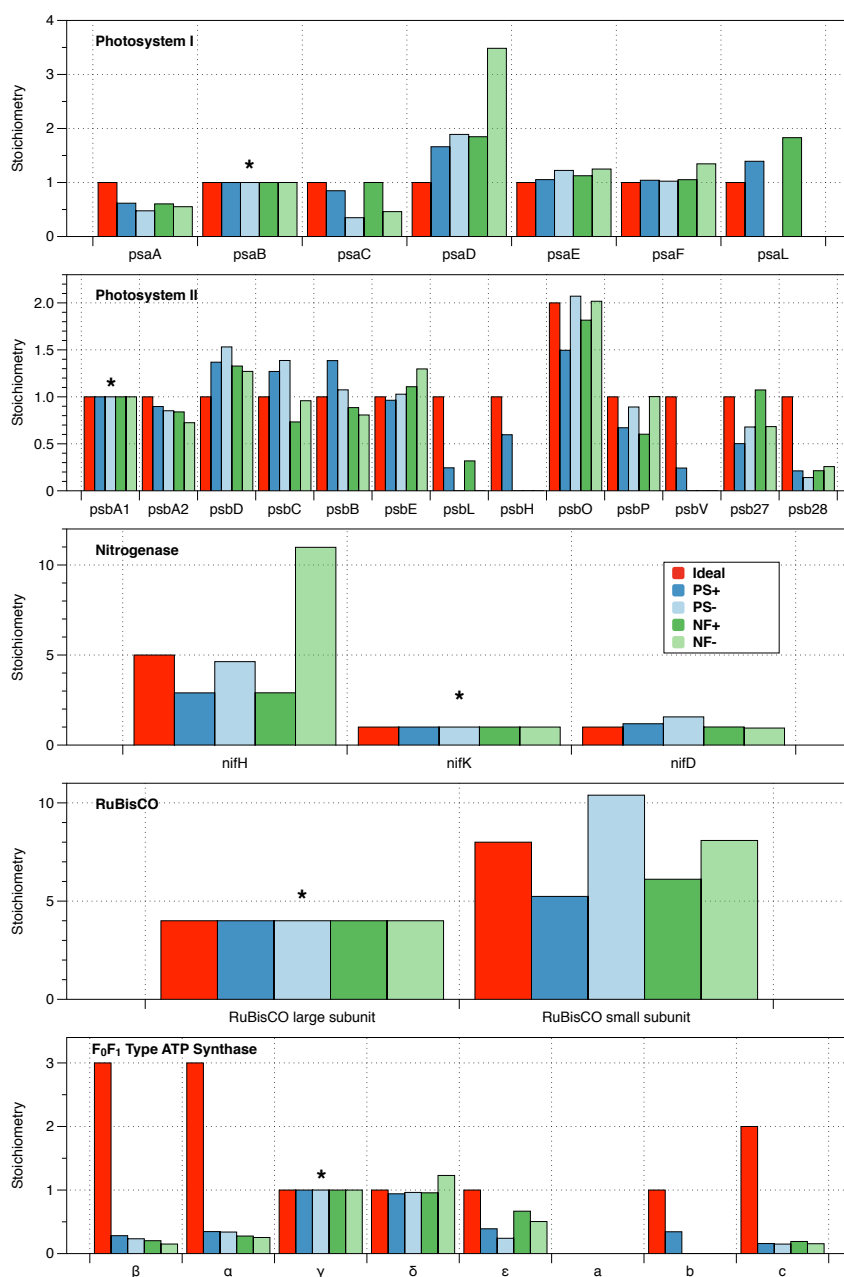 Photosystem I
Stoichiometry
4
3
2
1
0
*
psaA psaB psaC psaD psaE psaF psaL
Photosystem II
Stoichiometry
2.0
1.5
1.0
0.5
0
*
psbA1 psbA2 psbD psbC psbB psbE psbL psbH psbO psbP psbV psb27 psb28
Nitrogenase
Stoichiometry
10
5
0
*
Ideal
PS+
PS-
NF+
NF-
nifH nifK nifD
RuBisCO
Stoichiometry
10
5
0
*
RuBisCO large subunit RuBisCO small subunit
F₀F₁ Type ATP Synthase
Stoichiometry
3
2
1
0
*
β α γ δ ε a b c